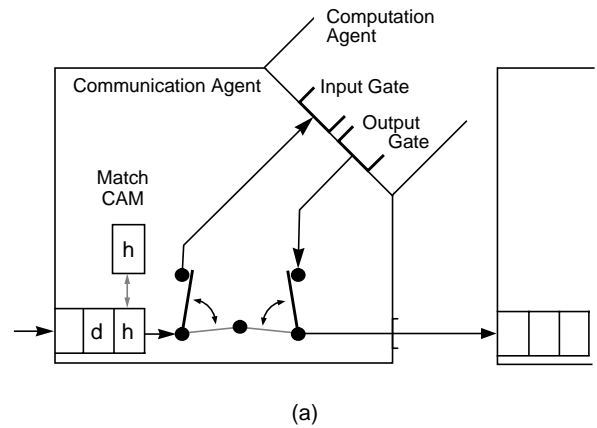 Computation
Agent
Communication Agent
Input Gate
Output
Gate
Match
CAM
h
d h
(a)